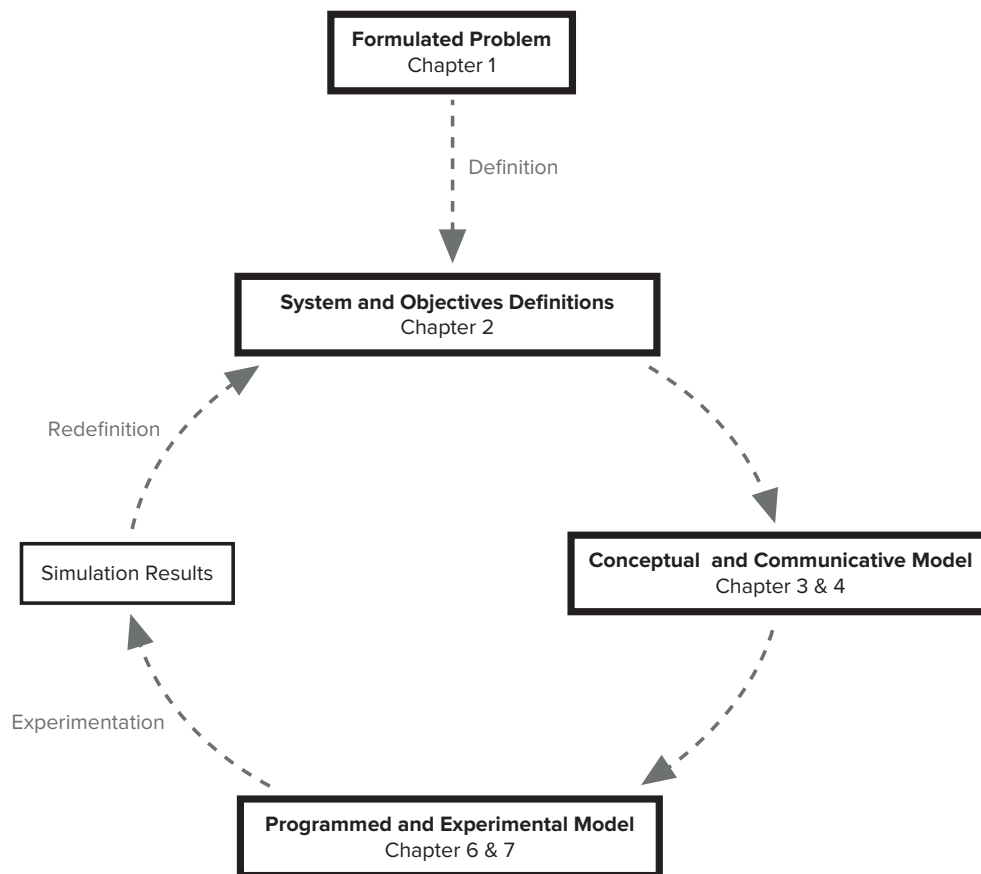 Formulated Problem
Chapter 1
Definition
System and Objectives Definitions
Chapter 2
Redefinition
Simulation Results
Conceptual and Communicative Model
Chapter 3 & 4
Experimentation
Programmed and Experimental Model
Chapter 6 & 7